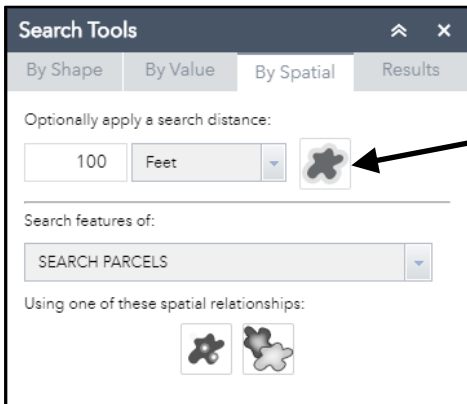 Search Tools
By Shape By Value By Spatial Results
Optionally apply a search distance:
100 Feet
Search features of:
SEARCH PARCELS
Using one of these spatial relationships: